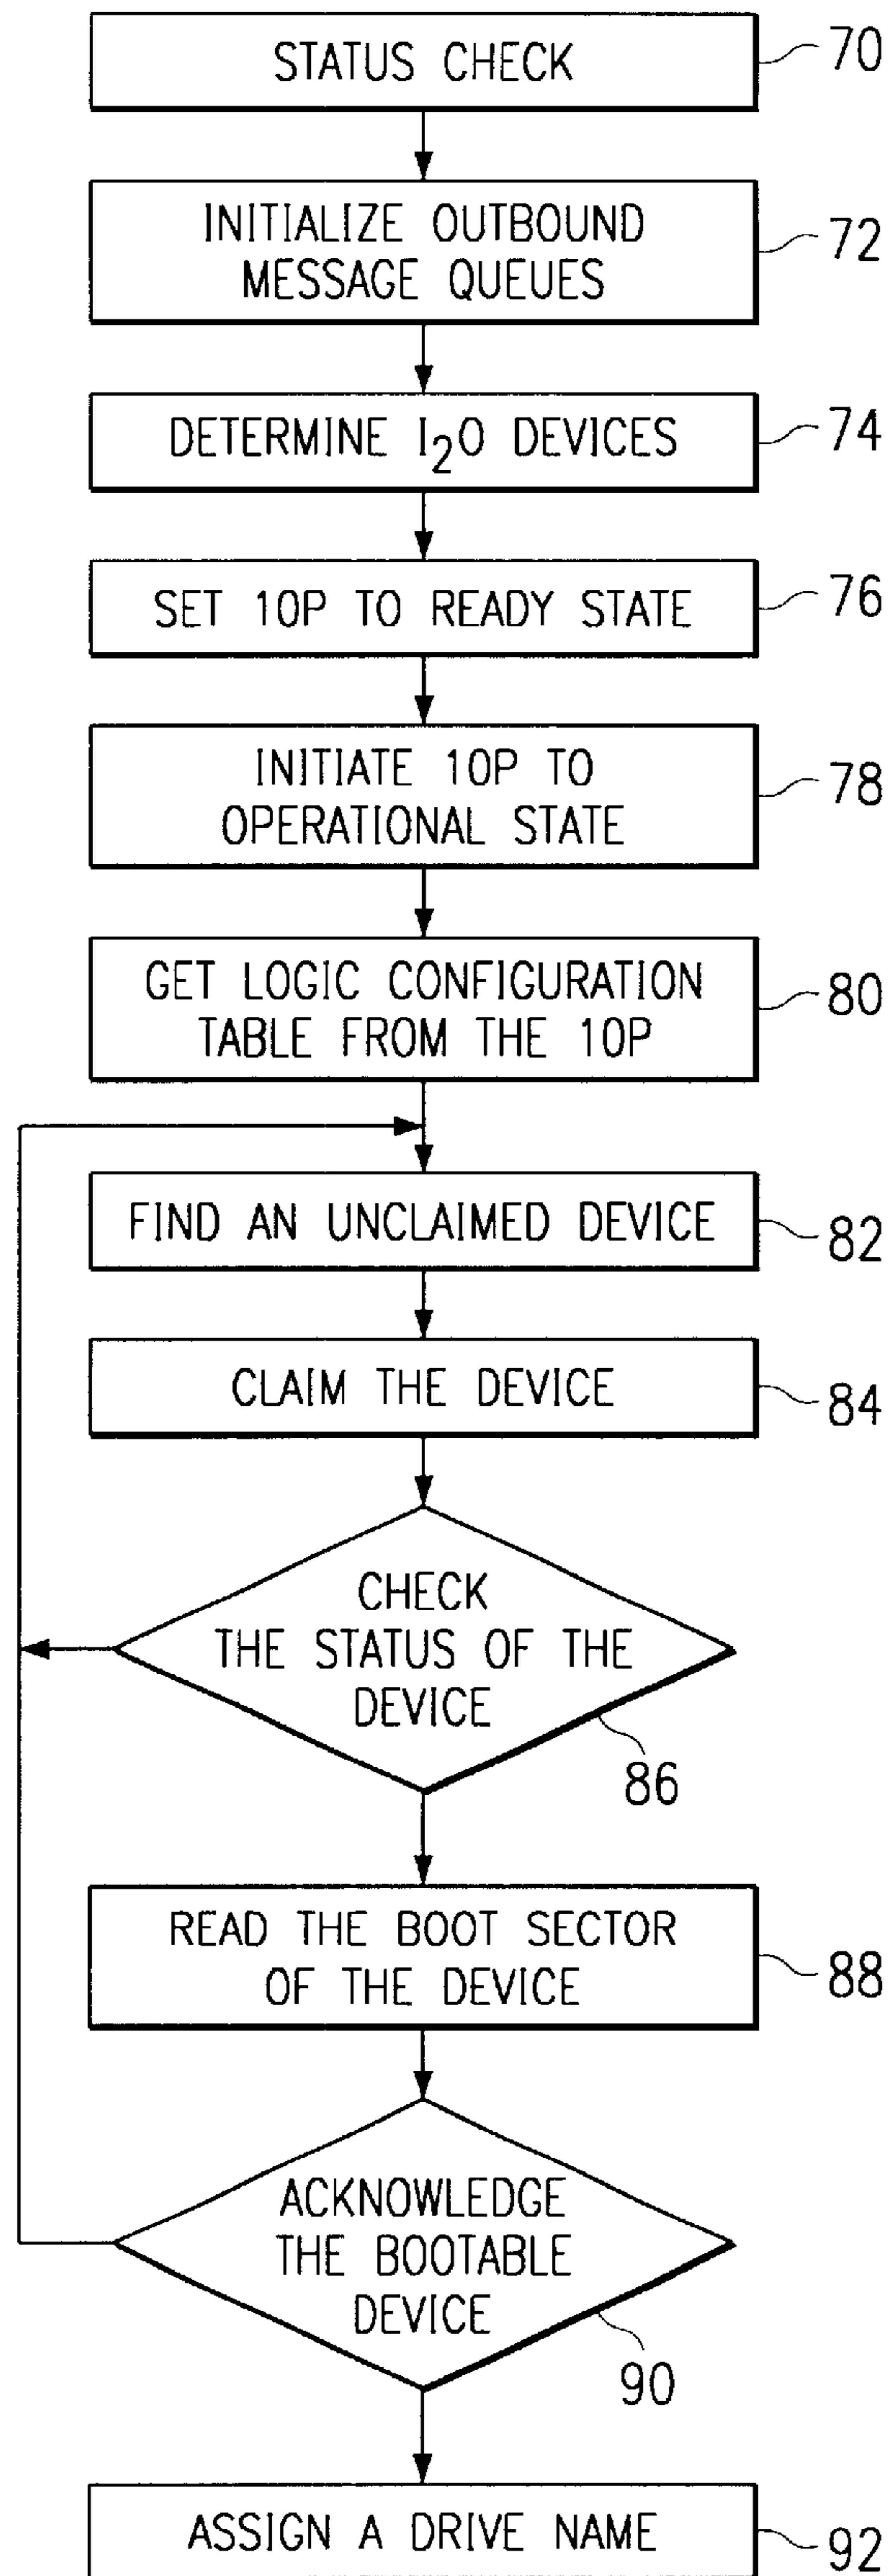 STATUS CHECK
70
INITIALIZE OUTBOUND
MESSAGE QUEUES
72
DETERMINE I₂O DEVICES
74
SET 10P TO READY STATE
76
INITIATE 10P TO
OPERATIONAL STATE
78
GET LOGIC CONFIGURATION
TABLE FROM THE 10P
80
FIND AN UNCLAIMED DEVICE
82
CLAIM THE DEVICE
84
CHECK
THE STATUS OF THE
DEVICE
86
READ THE BOOT SECTOR
OF THE DEVICE
88
ACKNOWLEDGE
THE BOOTABLE
DEVICE
90
ASSIGN A DRIVE NAME
92